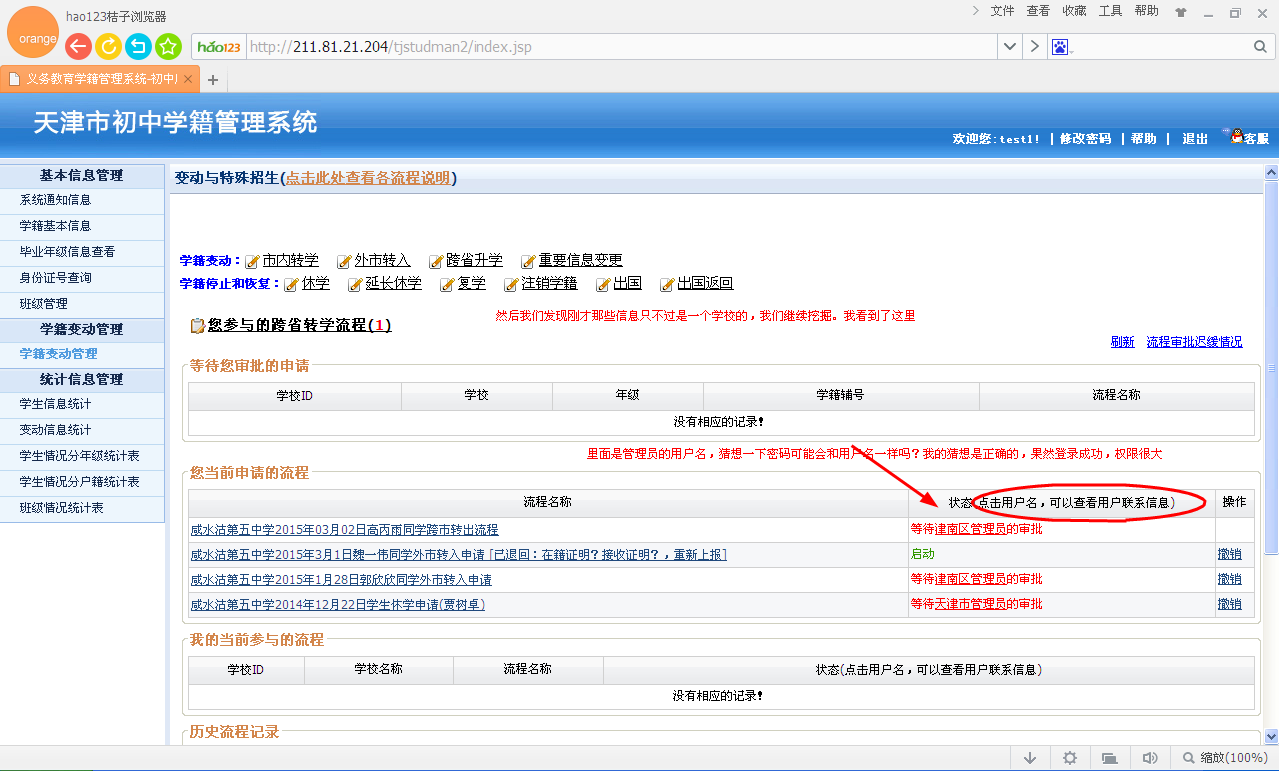 hao123桔子浏览器
文件 查看 收藏 工具 帮助
orange
hao123 http://211.81.21.204/tjstudman2/index.jsp
义务教育学籍管理系统-初中
天津市初中学籍管理系统
欢迎您:test1! | 修改密码 | 帮助 | 退出 客服
基本信息管理
系统通知信息
学籍基本信息
毕业年级信息查看
身份证号查询
班级管理
学籍变动管理
学籍变动管理
统计信息管理
学生信息统计
变动信息统计
学生情况分年级统计表
学生情况分户籍统计表
班级情况统计表
变动与特殊招生(点击此处查看各流程说明)
学籍变动: 市内转学 外市转入 跨省升学 重要信息变更
学籍停止和恢复: 休学 延长休学 复学 注销学籍 出国 出国返回
您参与的跨省转学流程(1)
然后我们发现刚才那些信息只不过是一个学校的，我们继续挖掘。我看到了这里
刷新 流程审批迟缓情况
等待您审批的申请
学校ID 学校 年级 学籍辅号 流程名称
没有相应的记录!
里面是管理员的用户名，猜想一下密码可能会和用户名一样吗？我的猜想是正确的，果然登录成功，权限很大
您当前申请的流程
流程名称 状态(点击用户名，可以查看用户联系信息) 操作
咸水沽第五中学2015年03月02日高丙雨同学跨市转出流程 等待津南区管理员的审批
咸水沽第五中学2015年3月1日魏一伟同学外市转入申请 [已退回：在籍证明？接收证明？，重新上报] 启动 撤销
咸水沽第五中学2015年1月28日郭欣欣同学外市转入申请 等待津南区管理员的审批 撤销
咸水沽第五中学2014年12月22日学生休学申请(贾树卓) 等待天津市管理员的审批 撤销
我的当前参与的流程
学校ID 学校名称 流程名称 状态(点击用户名，可以查看用户联系信息)
没有相应的记录!
历史流程记录
缩放(100%)